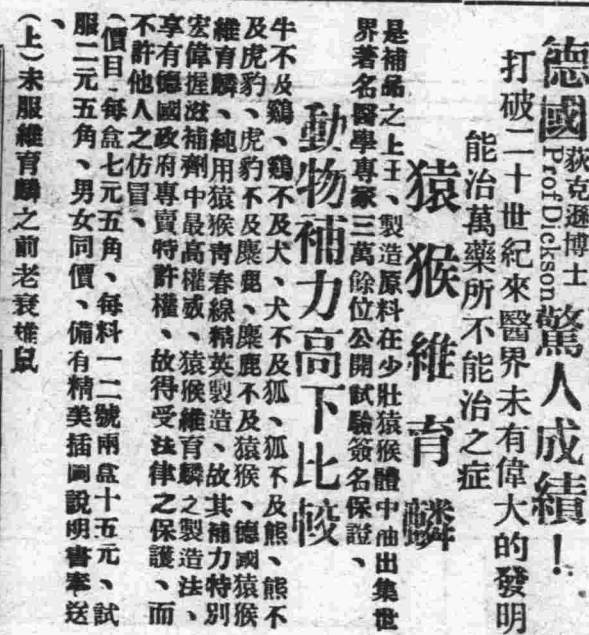 德國荻克遜博士驚人成績！
Prof Dickson
打破二十世紀來醫界未有偉大的發明
能治萬藥所不能治之症
猿猴維育麟
是補品之上王、製造原料在少壯猿猴體中油出集世
界著名醫學專家三萬餘位公開試驗簽名保證、
動物補力高下比較
牛不及鷄、鷄不及犬、犬不及狐、狐不及熊、熊不
及虎豹、虎豹不及麋鹿、麋鹿不及猿猴、德國猿猴
維育麟、純用猿猴靑春線精英製造、故其補力特別
宏偉握滋補劑中最高權威、猿猴維育麟之製造法、
享有德國政府專賣特許權、故得受法律之保護、而
不許他人之仿冒、
（價目）每盒七元五角、每料一二號兩盒十五元、試
服二元五角、男女同價、備有精美插圖說明書奉送
、
（上）未服維育麟之前老衰雄鼠